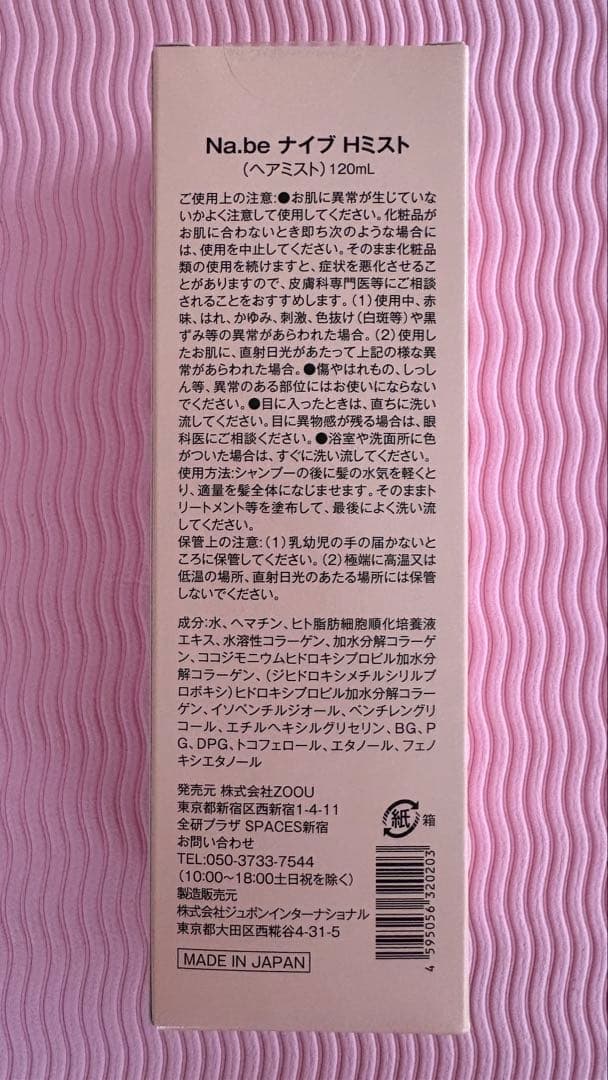 Na.be ナイブ Hミスト
(ヘアミスト)120mL
ご使用上の注意:●お肌に異常が生じていな
いかよく注意して使用してください。化粧品が
お肌に合わないとき即ち次のような場合に
は、使用を中止してください。そのまま化粧品
類の使用を続けますと、症状を悪化させるこ
とがありますので、皮膚科専門医等にご相談
されることをおすすめします。(1)使用中、赤
味、はれ、かゆみ、刺激、色抜け(白斑等)や黒
ずみ等の異常があらわれた場合。(2)使用し
たお肌に、直射日光があたって上記の様な異
常があらわれた場合。●傷やはれもの、しっし
ん等、異常のある部位にはお使いにならない
でください。●目に入ったときは、直ちに洗い
流してください。目に異物感が残る場合は、眼
科医にご相談ください。●浴室や洗面所に色
がついた場合は、すぐに洗い流してください。
使用方法:シャンプーの後に髪の水気を軽くと
り、適量を髪全体になじませます。そのままト
リートメント等を塗布して、最後によく洗い流
してください。
保管上の注意:(1)乳幼児の手の届かないと
ころに保管してください。(2)極端に高温又は
低温の場所、直射日光のあたる場所には保管
しないでください。
成分:水、ヘマチン、ヒト脂肪細胞順化培養液
エキス、水溶性コラーゲン、加水分解コラーゲ
ン、ココジモニウムヒドロキシプロピル加水分
解コラーゲン、(ジヒドロキシメチルシリルプ
ロポキシ)ヒドロキシプロピル加水分解コラー
ゲン、イソペンチルジオール、ペンチレングリ
コール、エチルヘキシルグリセリン、BG、P
G、DPG、トコフェロール、エタノール、フェノ
キシエタノール
発売元 株式会社ZOOU
東京都新宿区西新宿1-4-11
全研プラザ SPACES新宿
お問い合わせ
TEL:050-3733-7544
(10:00~18:00土日祝を除く)
製造販売元
株式会社ジュポンインターナショナル
東京都大田区西糀谷4-31-5
MADE IN JAPAN
紙 箱
4 595056 320203